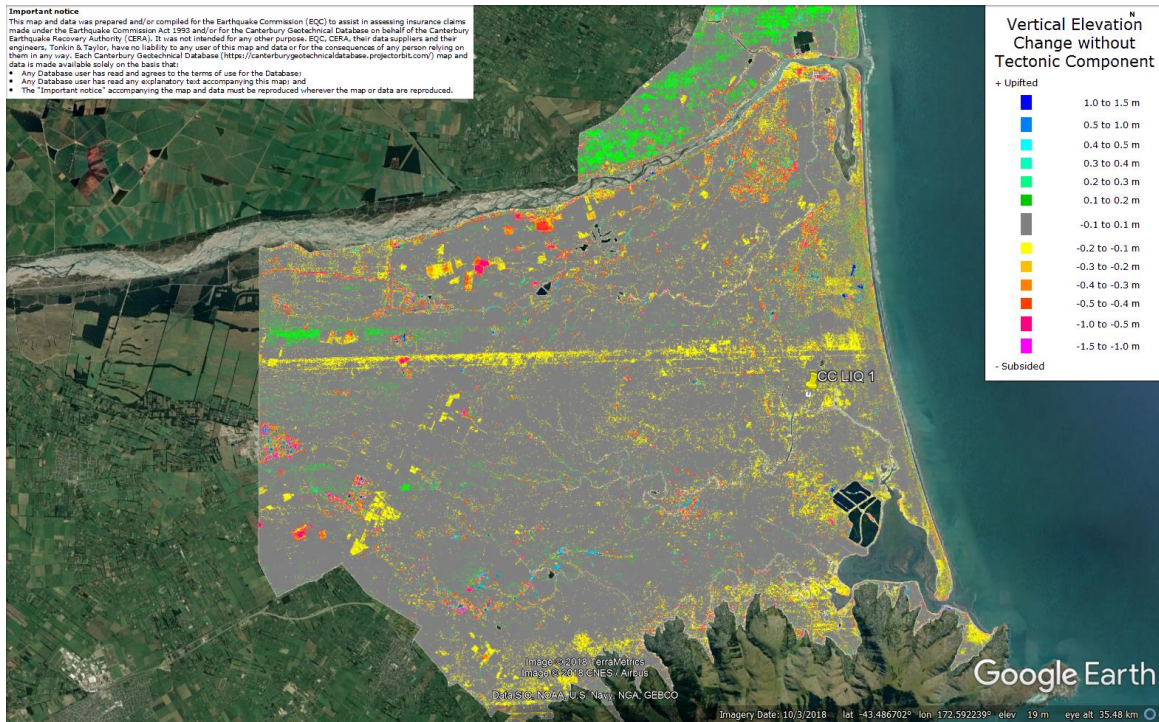 Important notice
This map and data was prepared and/or compiled for the Earthquake Commission (EQC) to assist in assessing insurance claims
made under the Earthquake Commission Act 1993 and/or for the Canterbury Geotechnical Database on behalf of the Canterbury
Earthquake Recovery Authority (CERA). It was not intended for any other purpose. EQC, CERA, their data suppliers and their
engineers, Tonkin & Taylor, have no liability to any user of this map and data or for the consequences of any person relying on
them in any way. Each Canterbury Geotechnical Database (https://canterburygeotechnicaldatabase.projectorbit.com/) map and
data is made available solely on the basis that:
• Any Database user has read and agrees to the terms of use for the Database;
• Any Database user has read any explanatory text accompanying this map; and
• The "Important notice" accompanying the map and data must be reproduced wherever the map or data are reproduced.
N
Vertical Elevation
Change without
Tectonic Component
+ Upifted
1.0 to 1.5 m
0.5 to 1.0 m
0.4 to 0.5 m
0.3 to 0.4 m
0.2 to 0.3 m
0.1 to 0.2 m
-0.1 to 0.1 m
-0.2 to -0.1 m
-0.3 to -0.2 m
-0.4 to -0.3 m
-0.5 to -0.4 m
-1.0 to -0.5 m
-1.5 to -1.0 m
- Subsided
CC LIQ 1
Image © 2018 TerraMetrics
Image © 2018 CNES / Airbus
Data SIO, NOAA, U.S. Navy, NGA, GEBCO
Google Earth
Imagery Date: 10/3/2018 lat -43.486702° lon 172.592239° elev 19 m eye alt 35.48 km